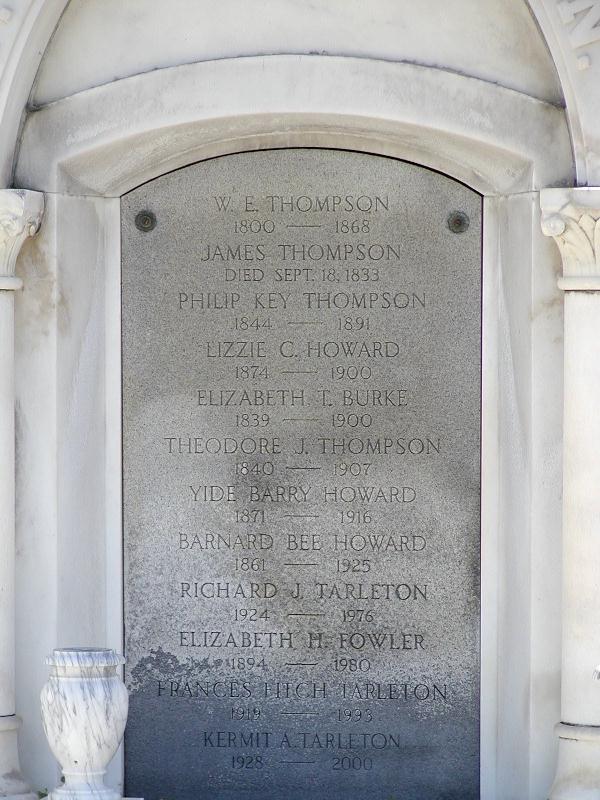 W. E. THOMPSON
1800 — 1868
JAMES THOMPSON
DIED SEPT. 18, 1833
PHILIP KEY THOMPSON
1844 — 1891
LIZZIE C. HOWARD
1874 — 1900
ELIZABETH T. BURKE
1839 — 1900
THEODORE J. THOMPSON
1840 — 1907
YIDE BARRY HOWARD
1871 — 1916
BARNARD BEE HOWARD
1861 — 1925
RICHARD J. TARLETON
1924 — 1976
ELIZABETH H. FOWLER
1894 — 1980
FRANCES FITCH TARLETON
1919 — 1993
KERMIT A. TARLETON
1928 — 2000